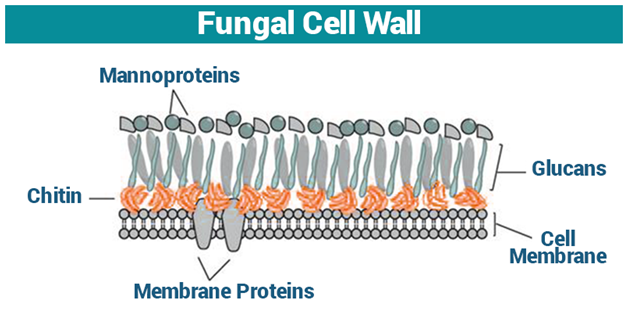 Fungal Cell Wall
Mannoproteins
Glucans
Chitin
Cell
Membrane
Membrane Proteins